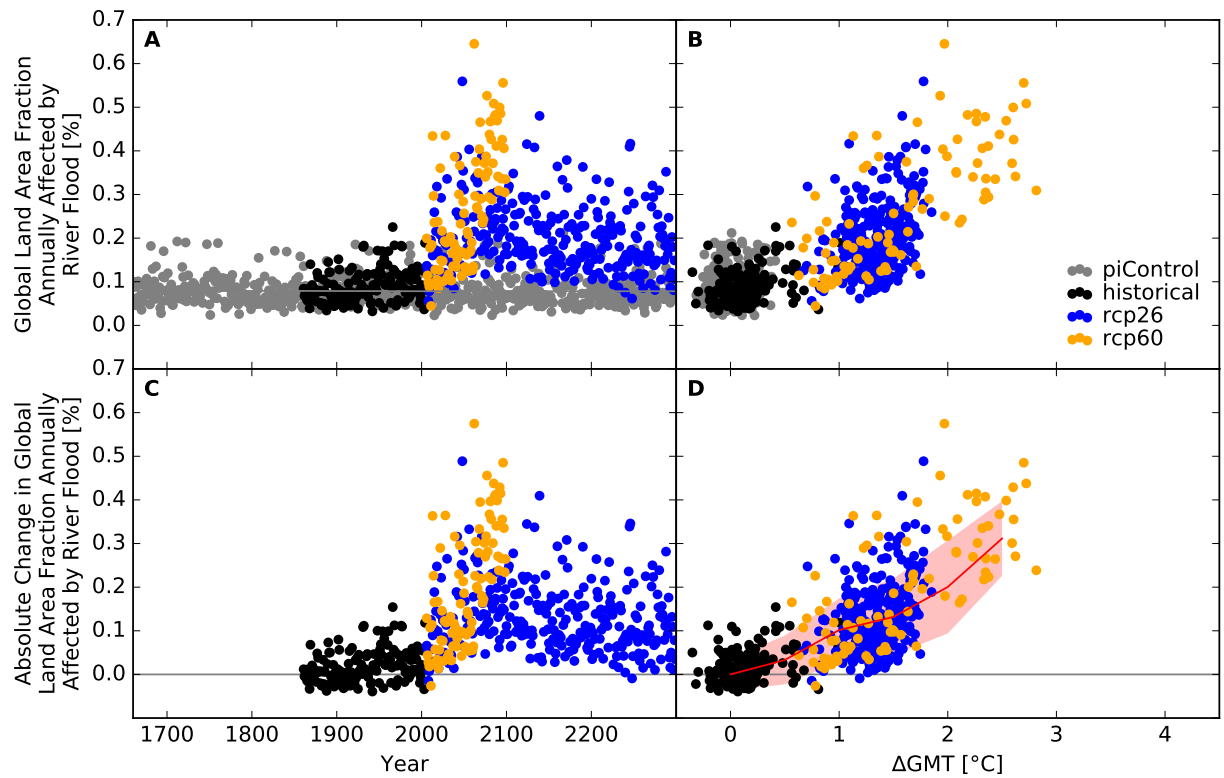 Global Land Area Fraction
Annually Affected by
River Flood [%]
0.7
0.6
0.5
0.4
0.3
0.2
0.1
0.0
A
B
piControl
historical
rcp26
rcp60
Absolute Change in Global
Land Area Fraction Annually
Affected by River Flood [%]
0.7
0.6
0.5
0.4
0.3
0.2
0.1
0.0
C
D
1700 1800 1900 2000 2100 2200
0 1 2 3 4
Year
ΔGMT [°C]